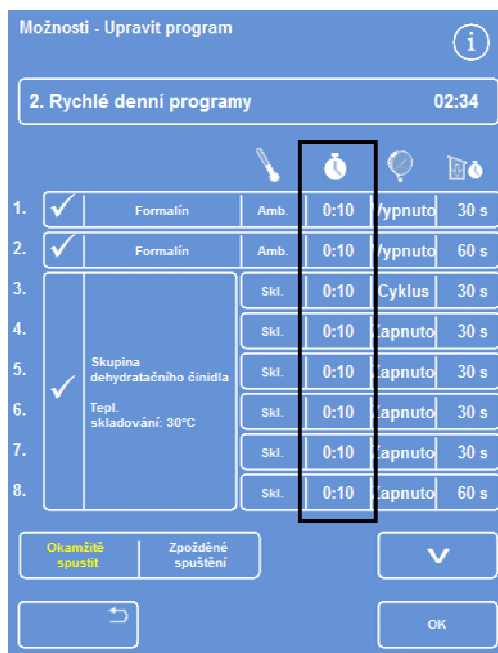 Možnosti - Upravit program
i
2. Rychlé denní programy 02:34
1. Formalín Amb. 0:10 Vypnuto 30 s
2. Formalín Amb. 0:10 Vypnuto 60 s
3. Skl. 0:10 Cyklus 30 s
4. Skl. 0:10 Zapnuto 30 s
Skupina
5. dehydratačního činidla Skl. 0:10 Zapnuto 30 s
6. Tepl. Skl. 0:10 Zapnuto 30 s
skladování: 30°C
7. Skl. 0:10 Zapnuto 30 s
8. Skl. 0:10 Zapnuto 60 s
Okamžitě Zpožděné
spustit spuštění
OK